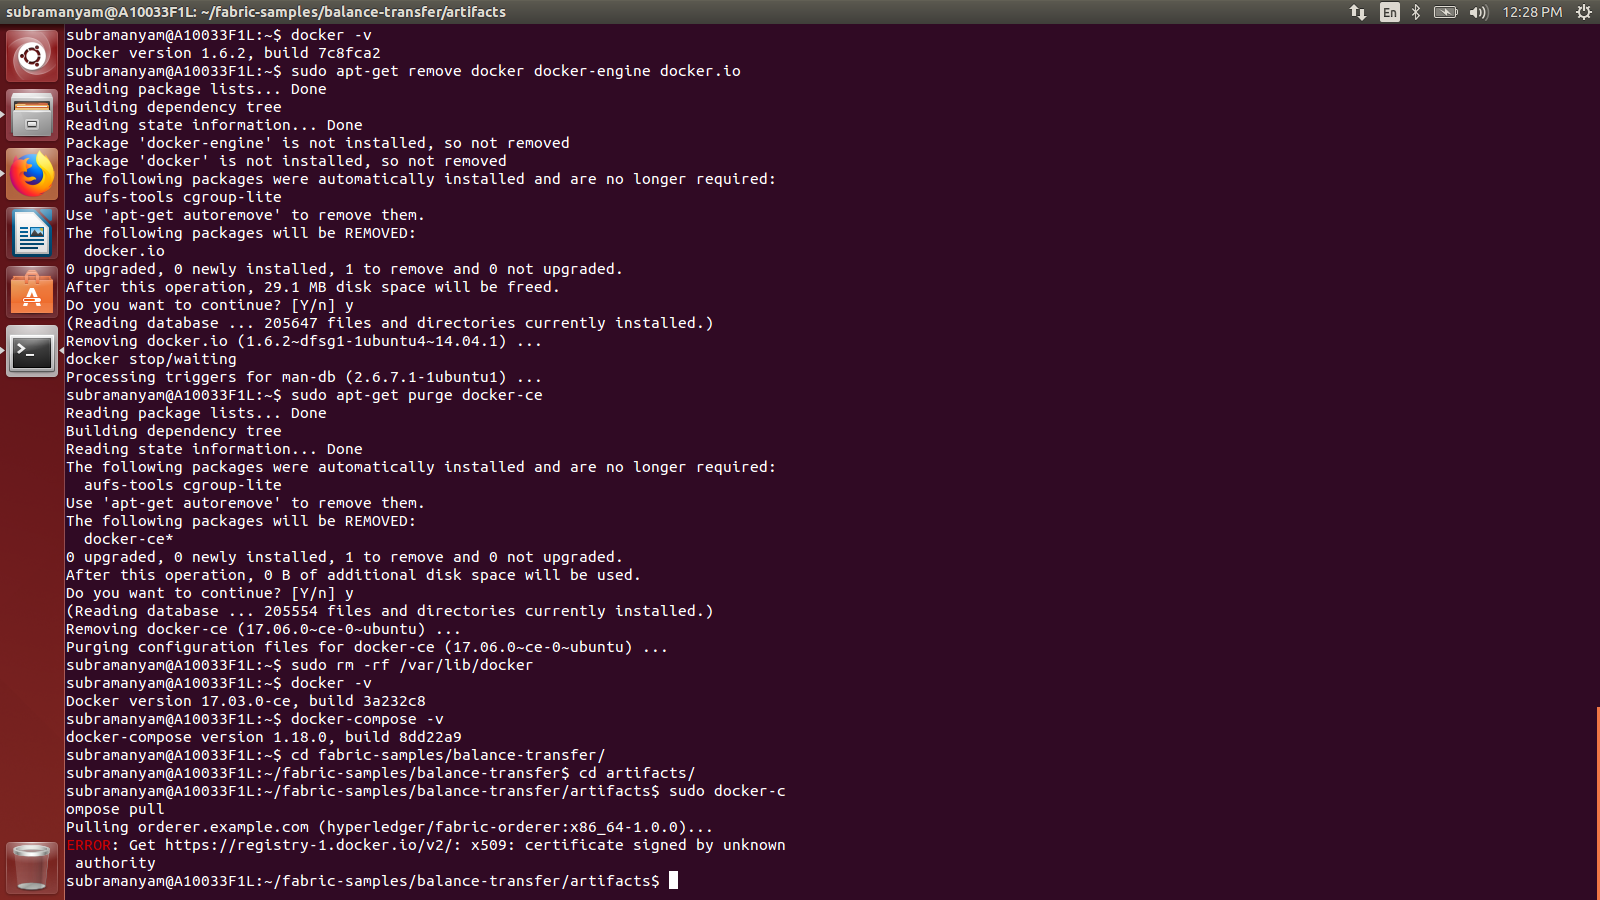 subramanyam@A10033F1L: ~/fabric-samples/balance-transfer/artifacts
En
12:28 PM
subramanyam@A10033F1L:~$ docker -v
Docker version 1.6.2, build 7c8fca2
subramanyam@A10033F1L:~$ sudo apt-get remove docker docker-engine docker.io
Reading package lists... Done
Building dependency tree
Reading state information... Done
Package 'docker-engine' is not installed, so not removed
Package 'docker' is not installed, so not removed
The following packages were automatically installed and are no longer required:
  aufs-tools cgroup-lite
Use 'apt-get autoremove' to remove them.
The following packages will be REMOVED:
  docker.io
0 upgraded, 0 newly installed, 1 to remove and 0 not upgraded.
After this operation, 29.1 MB disk space will be freed.
Do you want to continue? [Y/n] y
(Reading database ... 205647 files and directories currently installed.)
Removing docker.io (1.6.2~dfsg1-1ubuntu4~14.04.1) ...
docker stop/waiting
Processing triggers for man-db (2.6.7.1-1ubuntu1) ...
subramanyam@A10033F1L:~$ sudo apt-get purge docker-ce
Reading package lists... Done
Building dependency tree
Reading state information... Done
The following packages were automatically installed and are no longer required:
  aufs-tools cgroup-lite
Use 'apt-get autoremove' to remove them.
The following packages will be REMOVED:
  docker-ce*
0 upgraded, 0 newly installed, 1 to remove and 0 not upgraded.
After this operation, 0 B of additional disk space will be used.
Do you want to continue? [Y/n] y
(Reading database ... 205554 files and directories currently installed.)
Removing docker-ce (17.06.0~ce-0~ubuntu) ...
Purging configuration files for docker-ce (17.06.0~ce-0~ubuntu) ...
subramanyam@A10033F1L:~$ sudo rm -rf /var/lib/docker
subramanyam@A10033F1L:~$ docker -v
Docker version 17.03.0-ce, build 3a232c8
subramanyam@A10033F1L:~$ docker-compose -v
docker-compose version 1.18.0, build 8dd22a9
subramanyam@A10033F1L:~$ cd fabric-samples/balance-transfer/
subramanyam@A10033F1L:~/fabric-samples/balance-transfer$ cd artifacts/
subramanyam@A10033F1L:~/fabric-samples/balance-transfer/artifacts$ sudo docker-c
ompose pull
Pulling orderer.example.com (hyperledger/fabric-orderer:x86_64-1.0.0)...
ERROR: Get https://registry-1.docker.io/v2/: x509: certificate signed by unknown
 authority
subramanyam@A10033F1L:~/fabric-samples/balance-transfer/artifacts$